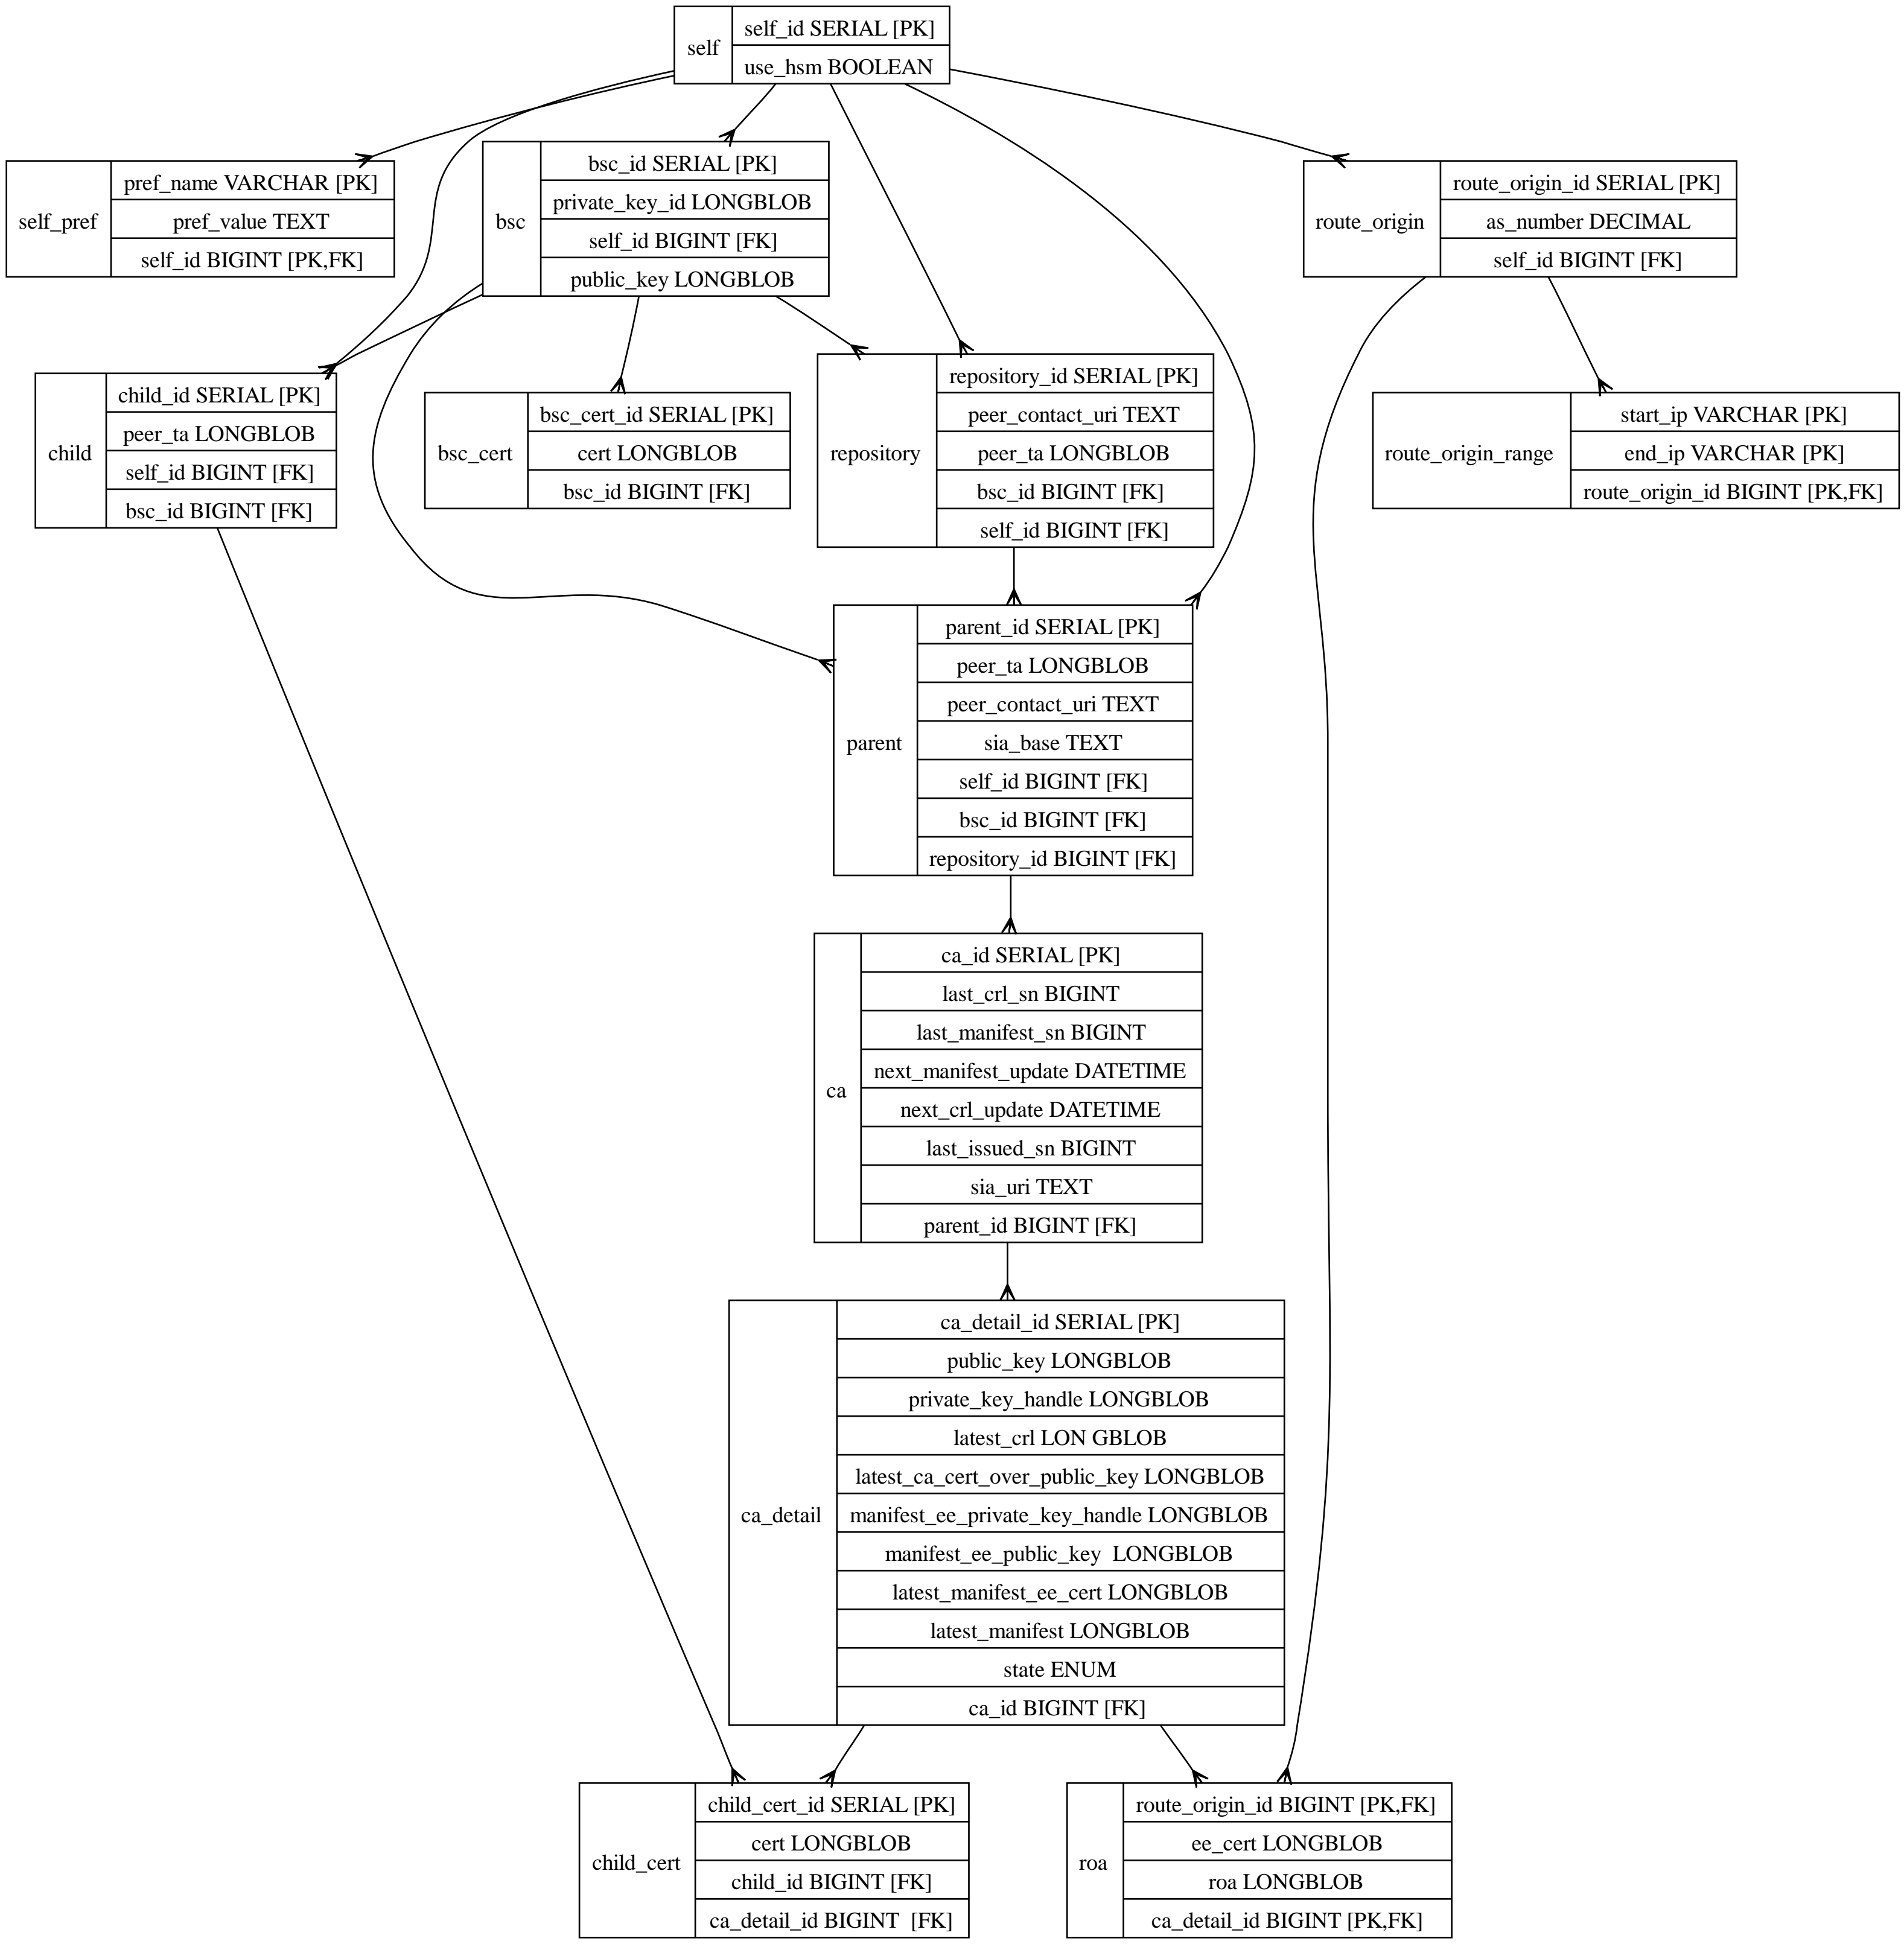 self
self_id SERIAL [PK]
use_hsm BOOLEAN
self_pref
pref_name VARCHAR [PK]
pref_value TEXT
self_id BIGINT [PK,FK]
bsc
bsc_id SERIAL [PK]
private_key_id LONGBLOB
self_id BIGINT [FK]
public_key LONGBLOB
route_origin
route_origin_id SERIAL [PK]
as_number DECIMAL
self_id BIGINT [FK]
child
child_id SERIAL [PK]
peer_ta LONGBLOB
self_id BIGINT [FK]
bsc_id BIGINT [FK]
bsc_cert
bsc_cert_id SERIAL [PK]
cert LONGBLOB
bsc_id BIGINT [FK]
repository
repository_id SERIAL [PK]
peer_contact_uri TEXT
peer_ta LONGBLOB
bsc_id BIGINT [FK]
self_id BIGINT [FK]
route_origin_range
start_ip VARCHAR [PK]
end_ip VARCHAR [PK]
route_origin_id BIGINT [PK,FK]
parent
parent_id SERIAL [PK]
peer_ta LONGBLOB
peer_contact_uri TEXT
sia_base TEXT
self_id BIGINT [FK]
bsc_id BIGINT [FK]
repository_id BIGINT [FK]
ca
ca_id SERIAL [PK]
last_crl_sn BIGINT
last_manifest_sn BIGINT
next_manifest_update DATETIME
next_crl_update DATETIME
last_issued_sn BIGINT
sia_uri TEXT
parent_id BIGINT [FK]
ca_detail
ca_detail_id SERIAL [PK]
public_key LONGBLOB
private_key_handle LONGBLOB
latest_crl LON GBLOB
latest_ca_cert_over_public_key LONGBLOB
manifest_ee_private_key_handle LONGBLOB
manifest_ee_public_key  LONGBLOB
latest_manifest_ee_cert LONGBLOB
latest_manifest LONGBLOB
state ENUM
ca_id BIGINT [FK]
child_cert
child_cert_id SERIAL [PK]
cert LONGBLOB
child_id BIGINT [FK]
ca_detail_id BIGINT  [FK]
roa
route_origin_id BIGINT [PK,FK]
ee_cert LONGBLOB
roa LONGBLOB
ca_detail_id BIGINT [PK,FK]